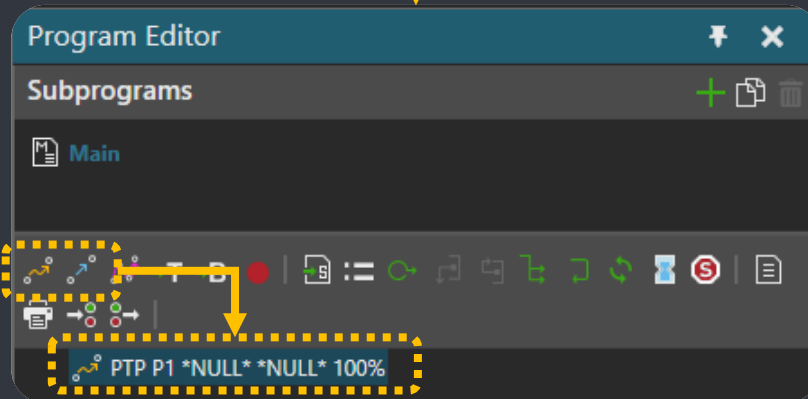 Program Editor
Subprograms
Main
T B
S
PTP P1 *NULL* *NULL* 100%